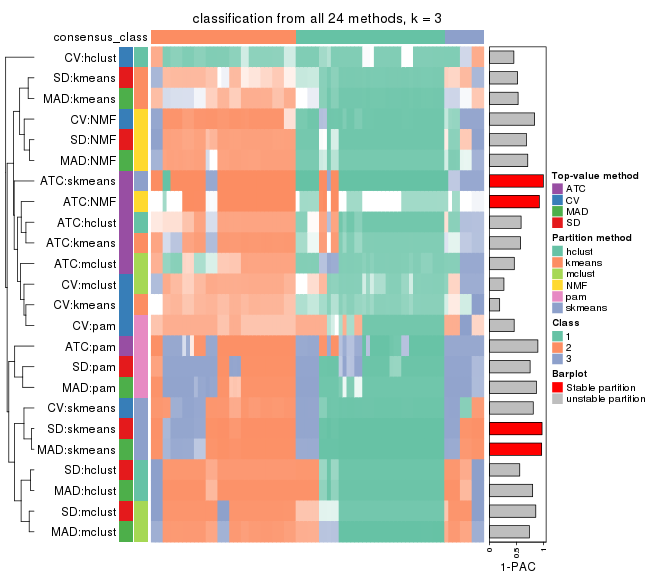 classification from all 24 methods, k = 3
consensus_class
CV:hclust
SD:kmeans
MAD:kmeans
CV:NMF
SD:NMF
MAD:NMF
ATC:skmeans
ATC:NMF
ATC:hclust
ATC:kmeans
ATC:mclust
CV:mclust
CV:kmeans
CV:pam
ATC:pam
SD:pam
MAD:pam
CV:skmeans
SD:skmeans
MAD:skmeans
SD:hclust
MAD:hclust
SD:mclust
MAD:mclust
0
0.5
1
1-PAC
Top-value method
ATC
CV
MAD
SD
Partition method
hclust
kmeans
mclust
NMF
pam
skmeans
Class
1
2
3
Barplot
Stable partition
unstable partition